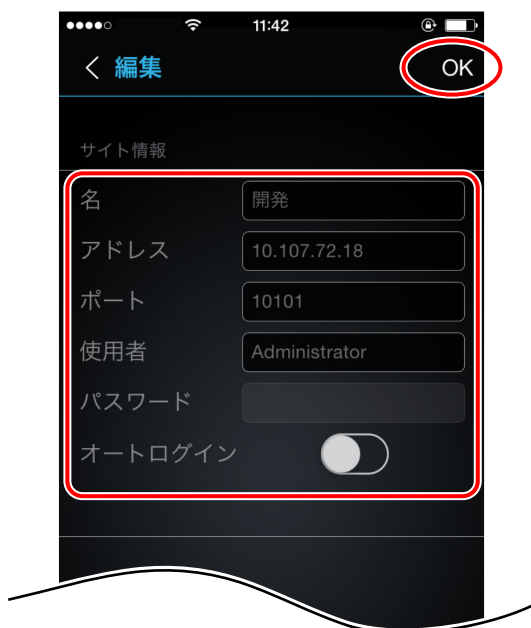 11:42
編集
OK
サイト情報
名
開発
アドレス
10.107.72.18
ポート
10101
使用者
Administrator
パスワード
オートログイン